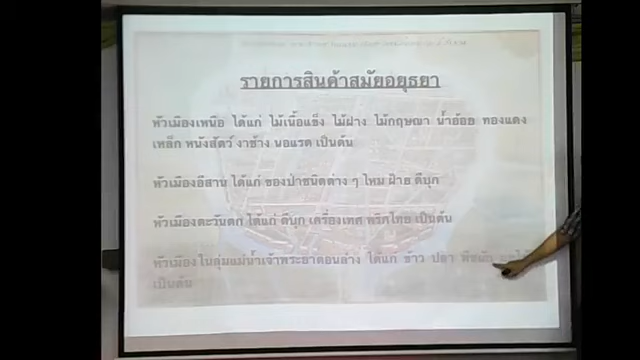 รายการสินค้าสมัยอยุธยา
หัวเมืองเหนือ ได้แก่ ไม้เนื้อแข็ง ไม้ฝาง ไม้กฤษณา น้ำอ้อย ทองแดง
เหล็ก หนังสัตว์ งาช้าง นอแรด เป็นต้น
หัวเมืองอีสาน ได้แก่ ของป่าชนิดต่าง ๆ ไหม ฝ้าย ดีบุก
หัวเมืองตะวันตก ได้แก่ ดีบุก เครื่องเทศ พริกไทย เป็นต้น
หัวเมืองในลุ่มแม่น้ำเจ้าพระยาตอนล่าง ได้แก่ ข้าว ปลา
เป็นต้น